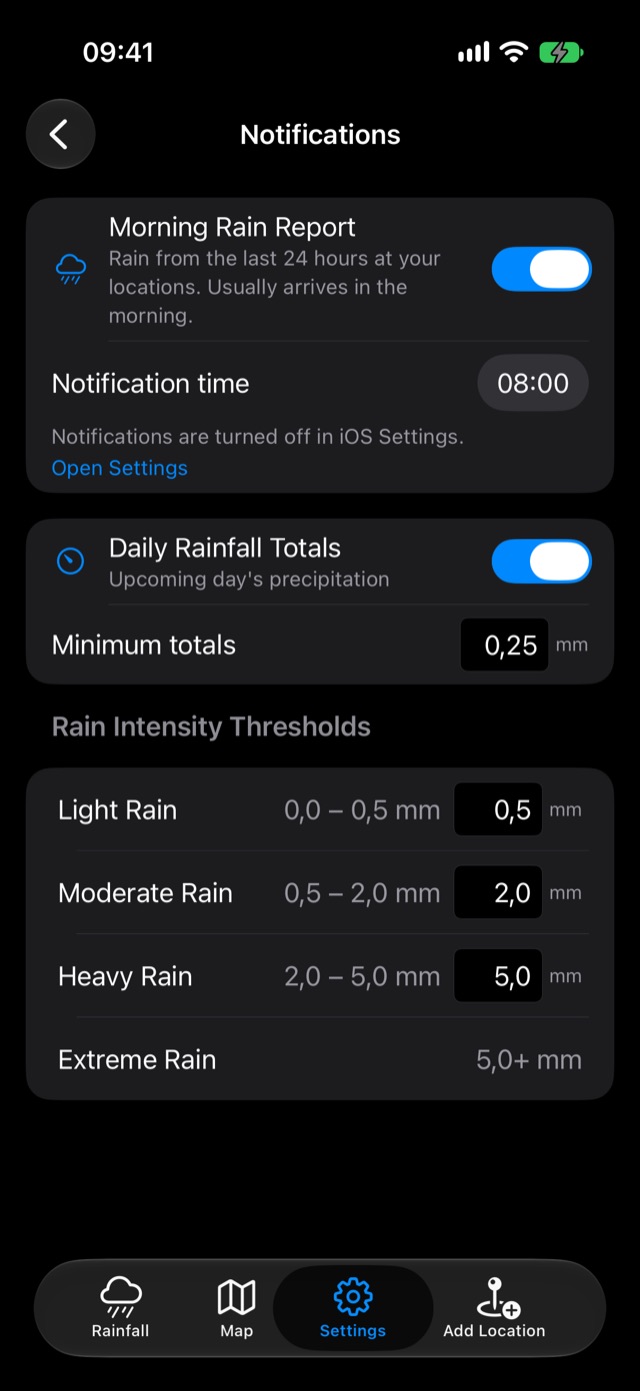 09:41
Notifications
Morning Rain Report
Rain from the last 24 hours at your
locations. Usually arrives in the
morning.
Notification time 08:00
Notifications are turned off in iOS Settings.
Open Settings
Daily Rainfall Totals
Upcoming day's precipitation
Minimum totals 0,25 mm
Rain Intensity Thresholds
Light Rain 0,0 – 0,5 mm 0,5 mm
Moderate Rain 0,5 – 2,0 mm 2,0 mm
Heavy Rain 2,0 – 5,0 mm 5,0 mm
Extreme Rain 5,0+ mm
Rainfall Map Settings Add Location